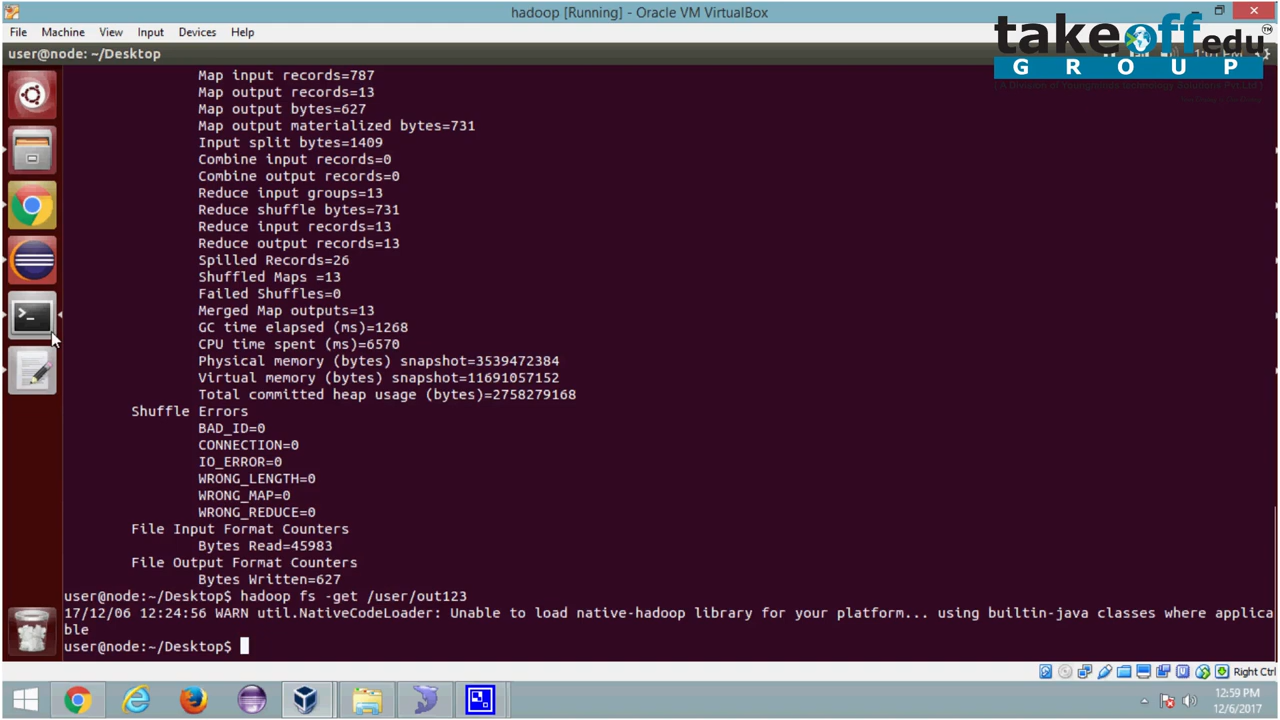 hadoop [Running] - Oracle VM VirtualBox
File Machine View Input Devices Help
user@node: ~/Desktop
takeoffedu
TM
GROUP
Map input records=787
Map output records=13
Map output bytes=627
Map output materialized bytes=731
Input split bytes=1409
Combine input records=0
Combine output records=0
Reduce input groups=13
Reduce shuffle bytes=731
Reduce input records=13
Reduce output records=13
Spilled Records=26
Shuffled Maps =13
Failed Shuffles=0
Merged Map outputs=13
GC time elapsed (ms)=1268
CPU time spent (ms)=6570
Physical memory (bytes) snapshot=3539472384
Virtual memory (bytes) snapshot=11691057152
Total committed heap usage (bytes)=2758279168
Shuffle Errors
BAD_ID=0
CONNECTION=0
IO_ERROR=0
WRONG_LENGTH=0
WRONG_MAP=0
WRONG_REDUCE=0
File Input Format Counters
Bytes Read=45983
File Output Format Counters
Bytes Written=627
user@node:~/Desktop$ hadoop fs -get /user/out123
17/12/06 12:24:56 WARN util.NativeCodeLoader: Unable to load native-hadoop library for your platform... using builtin-java classes where applica
ble
user@node:~/Desktop$
Right Ctrl
12:59 PM
12/6/2017